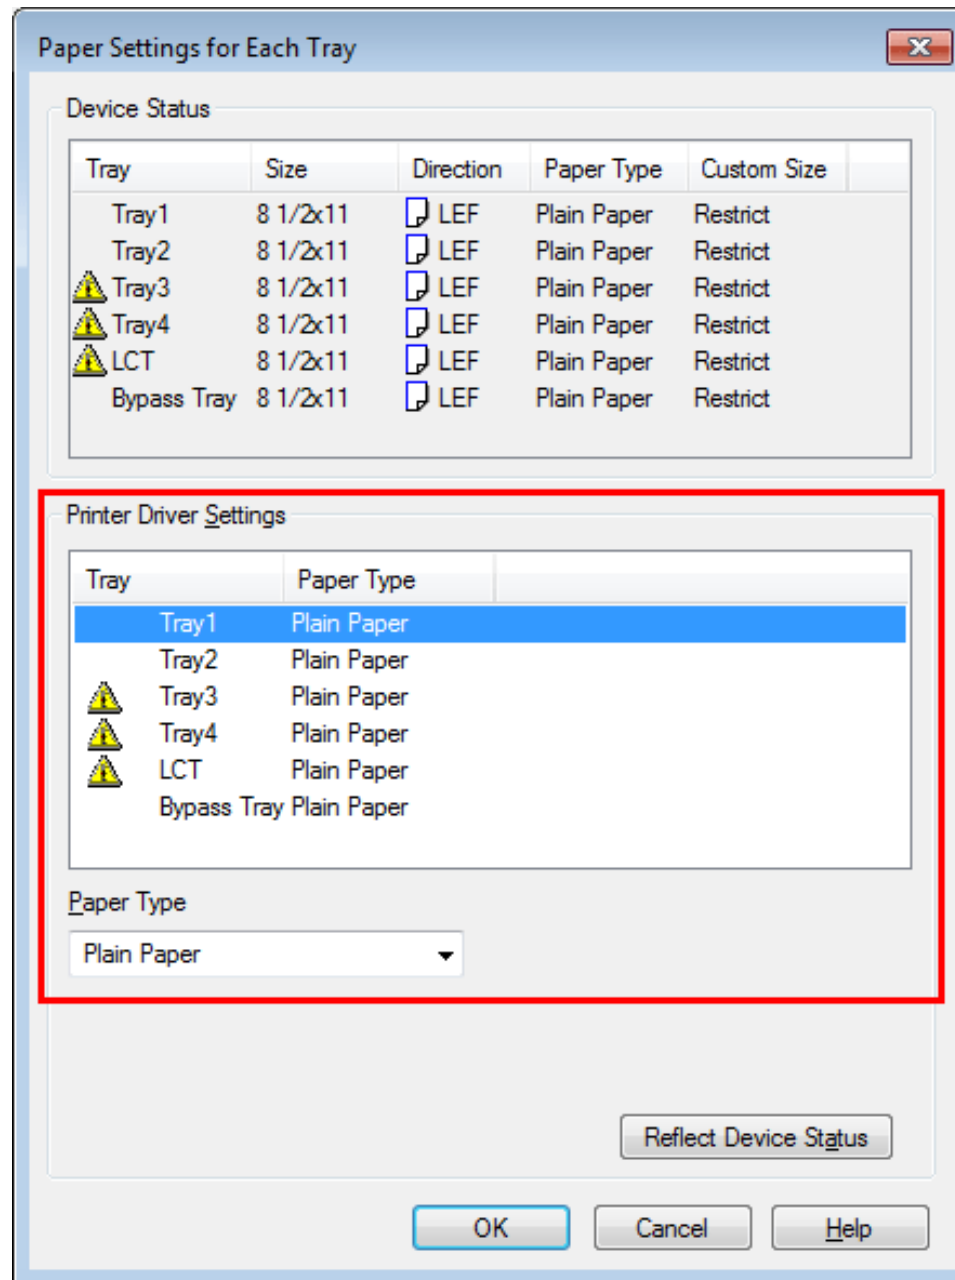 Paper Settings for Each Tray
Device Status
Tray Size Direction Paper Type Custom Size
Tray1 8 1/2x11 LEF Plain Paper Restrict
Tray2 8 1/2x11 LEF Plain Paper Restrict
Tray3 8 1/2x11 LEF Plain Paper Restrict
Tray4 8 1/2x11 LEF Plain Paper Restrict
LCT 8 1/2x11 LEF Plain Paper Restrict
Bypass Tray 8 1/2x11 LEF Plain Paper Restrict
Printer Driver Settings
Tray Paper Type
Tray1 Plain Paper
Tray2 Plain Paper
Tray3 Plain Paper
Tray4 Plain Paper
LCT Plain Paper
Bypass Tray Plain Paper
Paper Type
Plain Paper
Reflect Device Status
OK Cancel Help